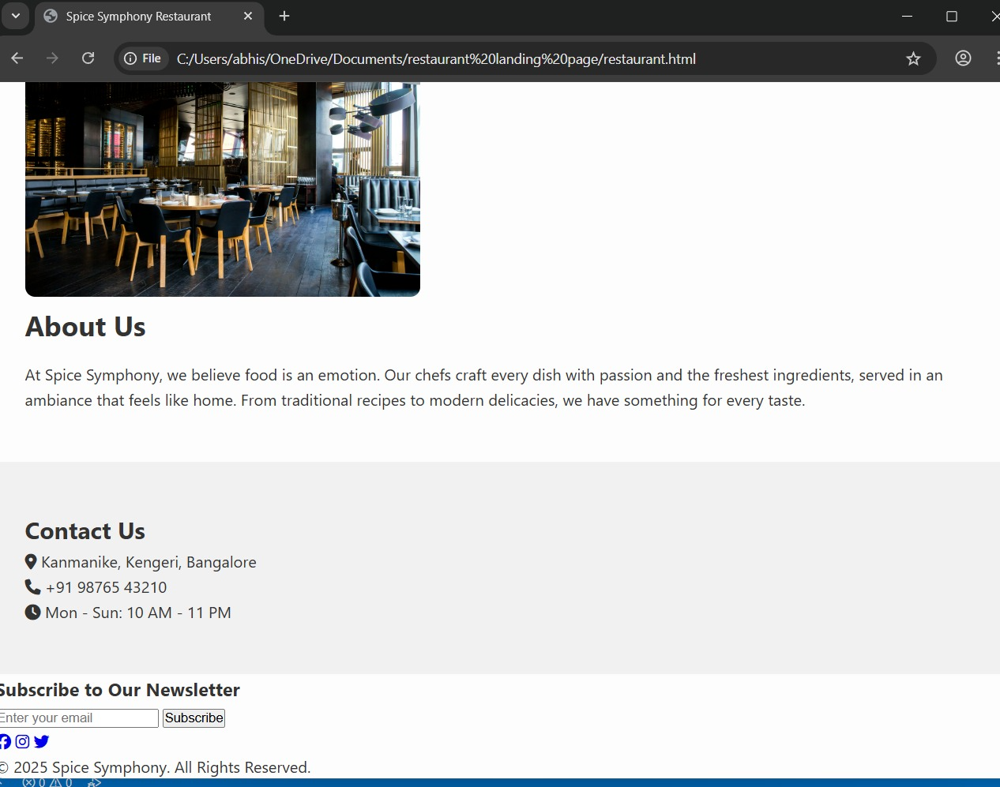 Spice Symphony Restaurant
File C:/Users/abhis/OneDrive/Documents/restaurant%20landing%20page/restaurant.html
About Us
At Spice Symphony, we believe food is an emotion. Our chefs craft every dish with passion and the freshest ingredients, served in an
ambiance that feels like home. From traditional recipes to modern delicacies, we have something for every taste.
Contact Us
Kanmanike, Kengeri, Bangalore
+91 98765 43210
Mon - Sun: 10 AM - 11 PM
Subscribe to Our Newsletter
Enter your email Subscribe
© 2025 Spice Symphony. All Rights Reserved.
0 0